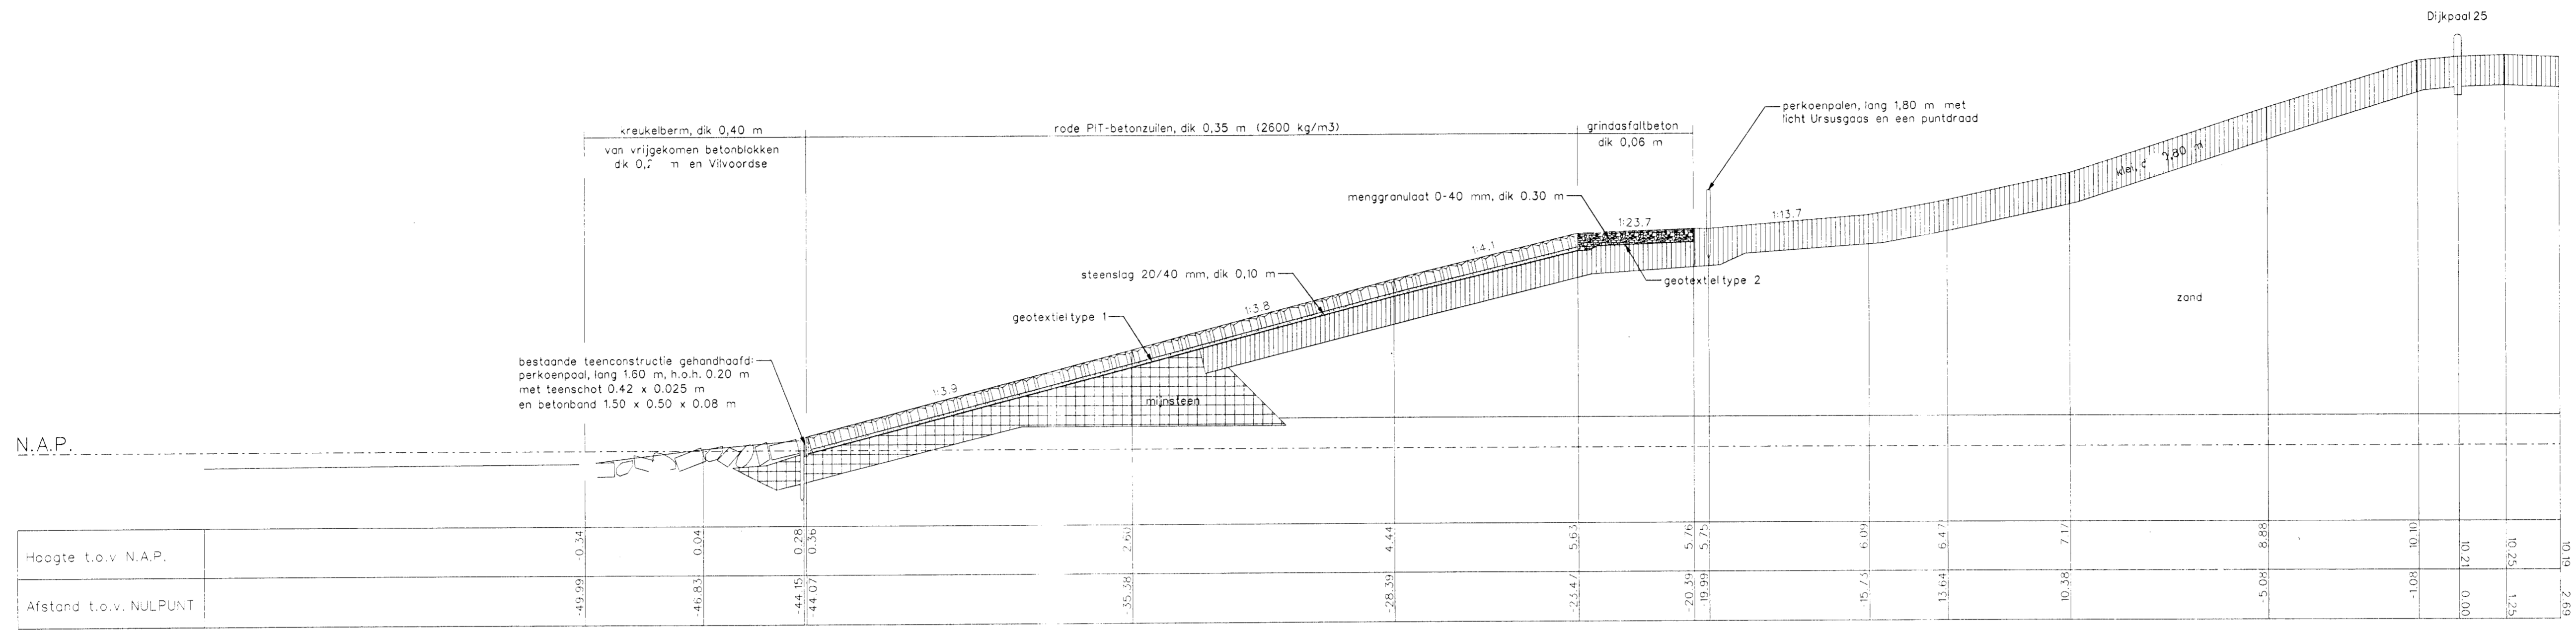 Dijkpaal 25
kreukelberm, dik 0,40 m
van vrijgekomen betonblokken
en Vilvoordse
rode PIT-betonzuilen, dik 0,35 m (2600 kg/m3)
grindasfaltbeton
dik 0,06 m
perkoenpalen, lang 1,80 m met
licht Ursusgaas en een puntdraad
klei,
menggranulaat 0-40 mm, dik 0.30 m
1:23.7
1:13.7
1:4.1
steenslag 20/40 mm, dik 0,10 m
geotextiel type 2
1:3.8
geotextiel type 1
zand
bestaande teenconstructie gehandhaafd:
perkoenpaal, lang 1.60 m, h.o.h. 0.20 m
met teenschot 0.42 x 0.025 m
en betonband 1.50 x 0.50 x 0.08 m
1:3.9
mijnsteen
N.A.P.
Hoogte t.o.v N.A.P. 0.34 0.04 0.28 0.36 2.60 4.44 5.63 5.76 5.75 6.09 6.47 7.17 8.88 10.10 10.21 10.25 10.19
Afstand t.o.v. NULPUNT -49.99 -46.83 -44.15 -44.07 -35.38 -28.39 -23.47 -20.39 -19.99 -15.73 13.64 10.38 -5.08 -1.08 0.00 1.25 2.69